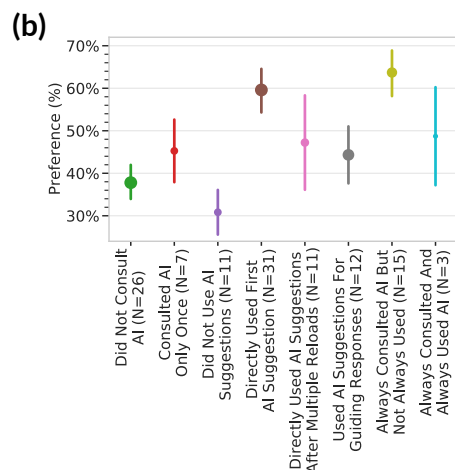 (b)
70%
60%
50%
40%
30%
Preference (%)
Did Not Consult
AI (N=26)
Consulted AI
Only Once (N=7)
Did Not Use AI
Suggestions (N=11)
Directly Used First
AI Suggestion (N=31)
Directly Used AI Suggestions
After Multiple Reloads (N=11)
Used AI Suggestions For
Guiding Responses (N=12)
Always Consulted AI But
Not Always Used (N=15)
Always Consulted And
Always Used AI (N=3)